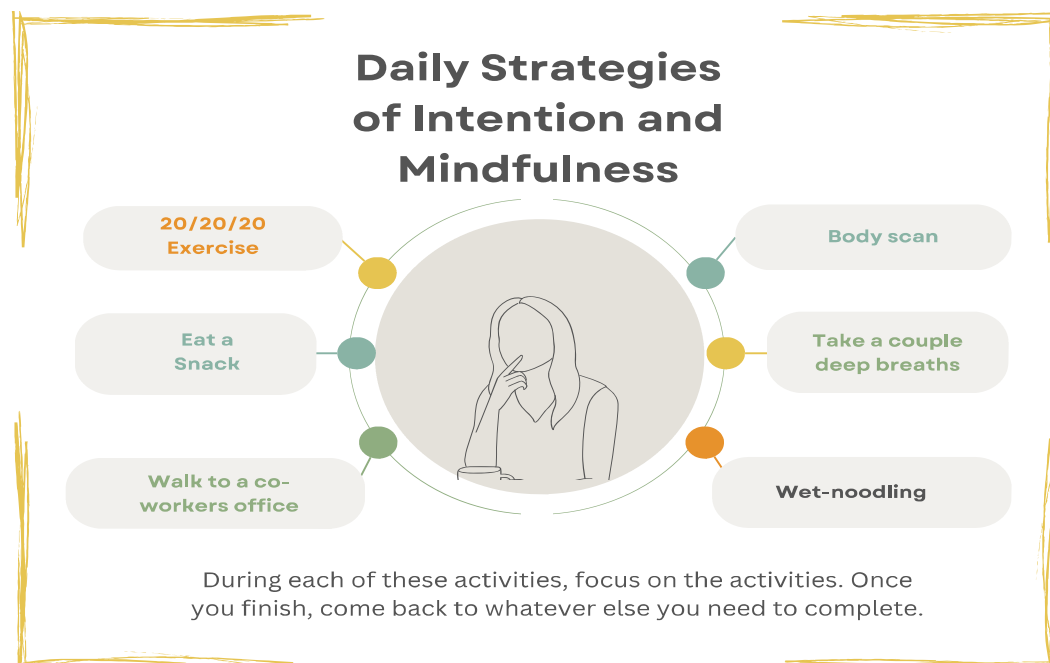 Daily Strategies
of Intention and
Mindfulness
20/20/20
Exercise
Eat a
Snack
Walk to a co-
workers office
Body scan
Take a couple
deep breaths
Wet-noodling
During each of these activities, focus on the activities. Once
you finish, come back to whatever else you need to complete.